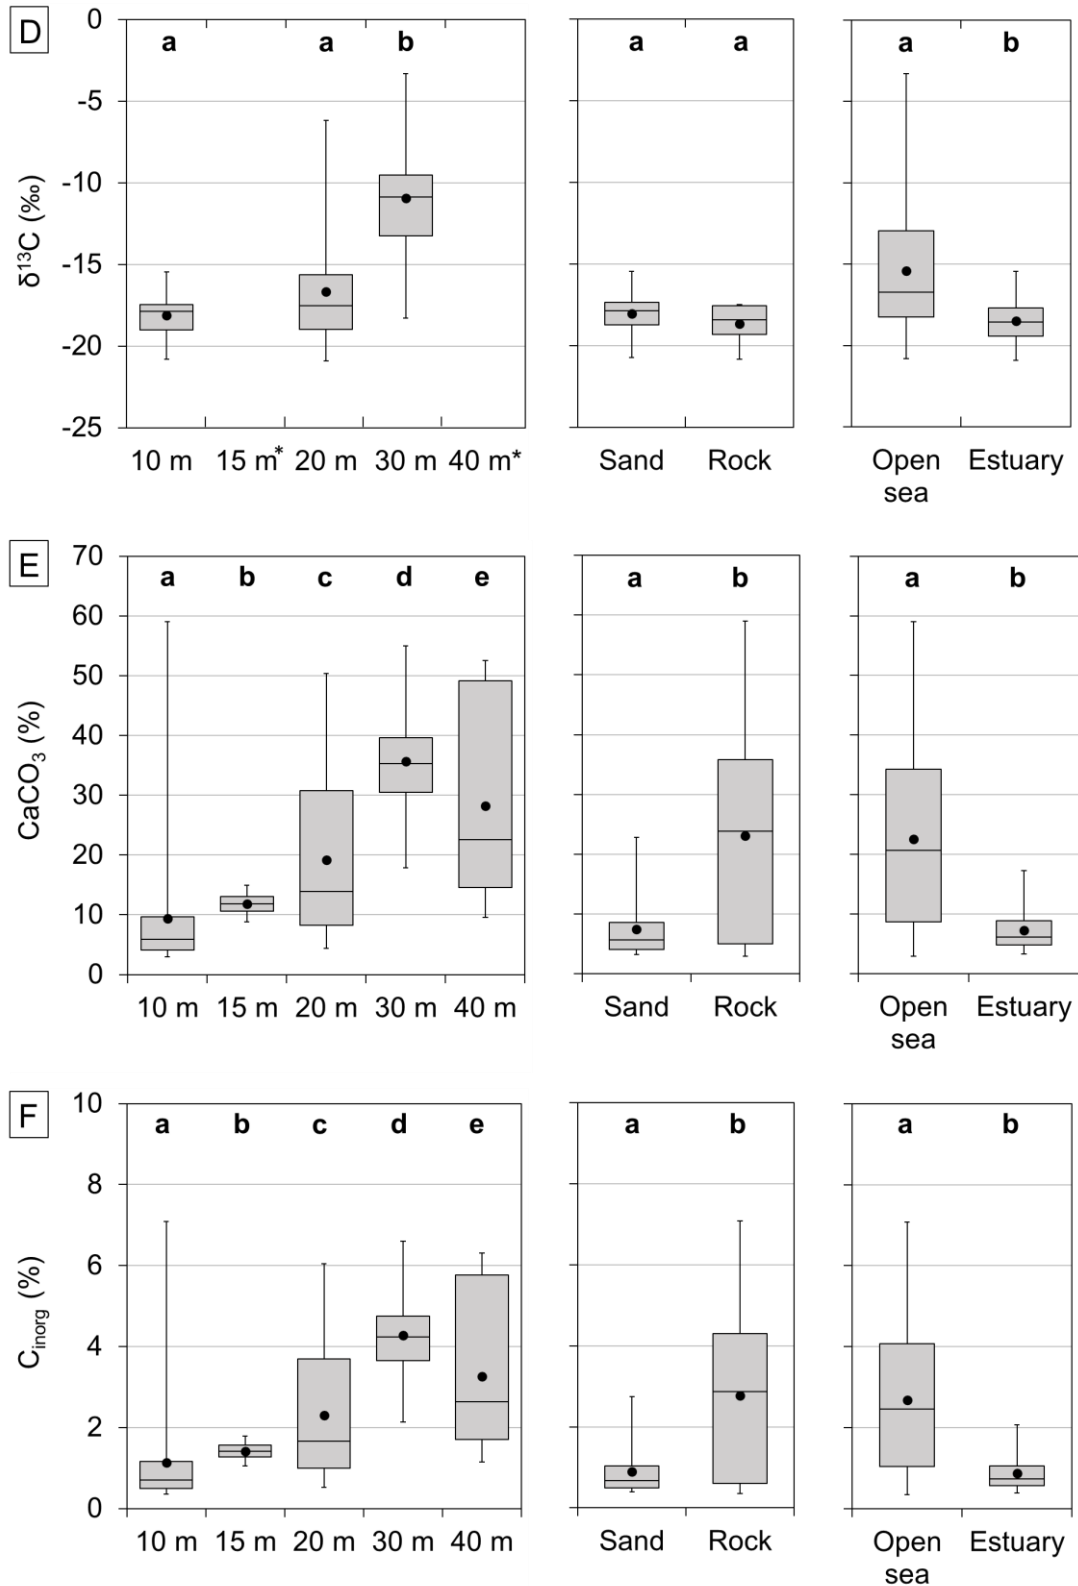 D
0
-5
-10
-15
-20
-25
δ¹³C (‰)
a a b
a a
a b
10 m 15 m* 20 m 30 m 40 m*
Sand Rock
Open sea Estuary
E
70
60
50
40
30
20
10
0
CaCO₃ (%)
a b c d e
a b
a b
10 m 15 m 20 m 30 m 40 m
Sand Rock
Open sea Estuary
F
10
8
6
4
2
0
C_inorg (%)
a b c d e
a b
a b
10 m 15 m 20 m 30 m 40 m
Sand Rock
Open sea Estuary